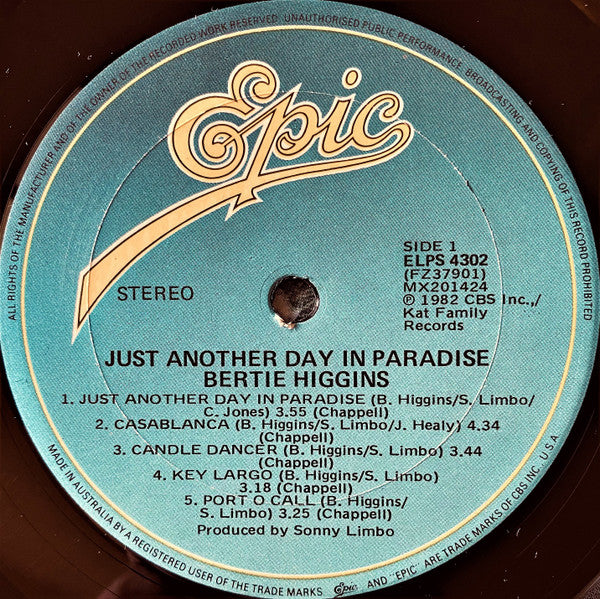 ALL RIGHTS OF THE MANUFACTURER AND OF THE OWNER OF THE RECORDED WORK RESERVED. UNAUTHORISED PUBLIC PERFORMANCE, BROADCASTING AND COPYING OF THIS RECORD PROHIBITED
Epic
SIDE 1
ELPS 4302
(FZ37901)
MX201424
STEREO
℗ 1982 CBS Inc.,/
Kat Family
Records
JUST ANOTHER DAY IN PARADISE
BERTIE HIGGINS
1. JUST ANOTHER DAY IN PARADISE (B. Higgins/S. Limbo/
C. Jones) 3.55 (Chappell)
2. CASABLANCA (B. Higgins/S. Limbo/J. Healy) 4.34
(Chappell)
3. CANDLE DANCER (B. Higgins/S. Limbo) 3.44
(Chappell)
4. KEY LARGO (B. Higgins/S. Limbo)
3.18 (Chappell)
5. PORT O CALL (B. Higgins/
S. Limbo) 3.25 (Chappell)
Produced by Sonny Limbo
MADE IN AUSTRALIA BY A REGISTERED USER OF THE TRADE MARKS Epic AND "EPIC" ARE TRADE MARKS OF CBS INC. U.S.A.